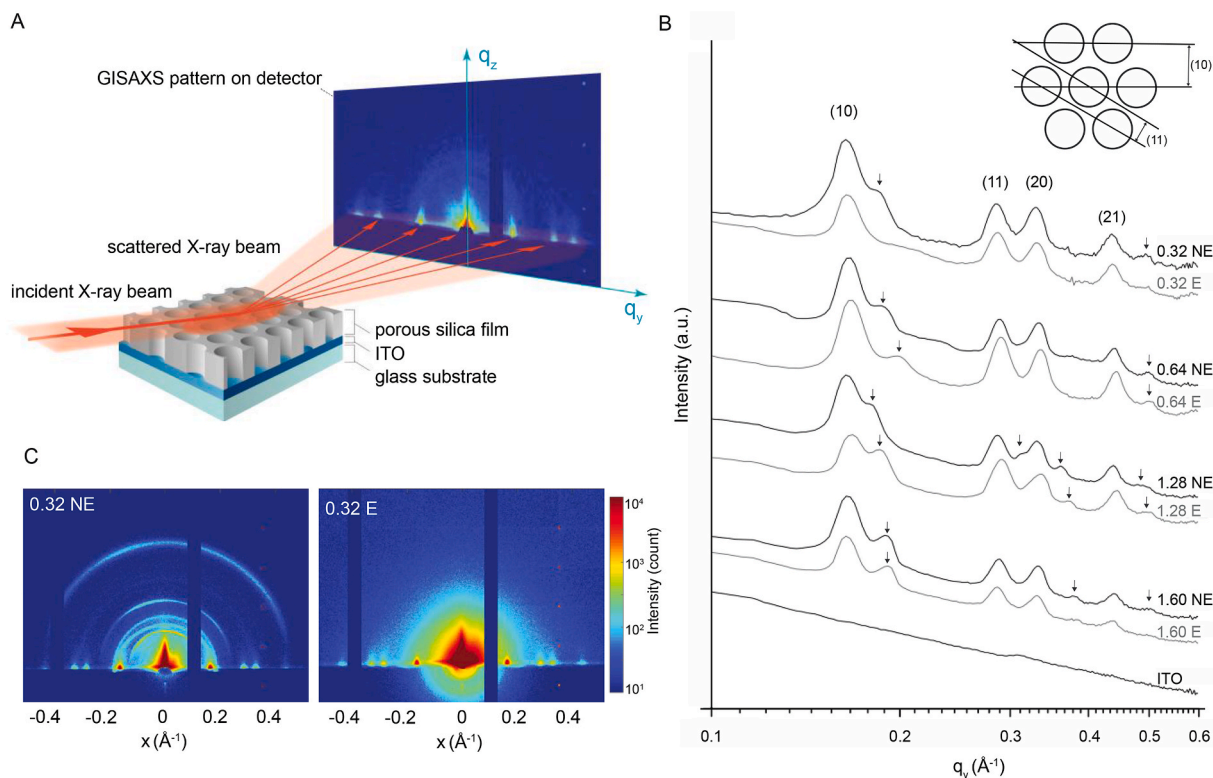 A
q_z
GISAXS pattern on detector
scattered X-ray beam
incident X-ray beam
q_y
porous silica film
ITO
glass substrate
B
Intensity (a.u.)
(10)
(11)
(10)
(11)
(20)
(21)
0.32 NE
0.32 E
0.64 NE
0.64 E
1.28 NE
1.28 E
1.60 NE
1.60 E
ITO
0.1
0.2
0.3
0.4
0.5
0.6
q_y (Å⁻¹)
C
0.32 NE
0.32 E
-0.4 -0.2 0 0.2 0.4
x (Å⁻¹)
-0.4 -0.2 0 0.2 0.4
x (Å⁻¹)
10⁴
10³
10²
10¹
Intensity (count)